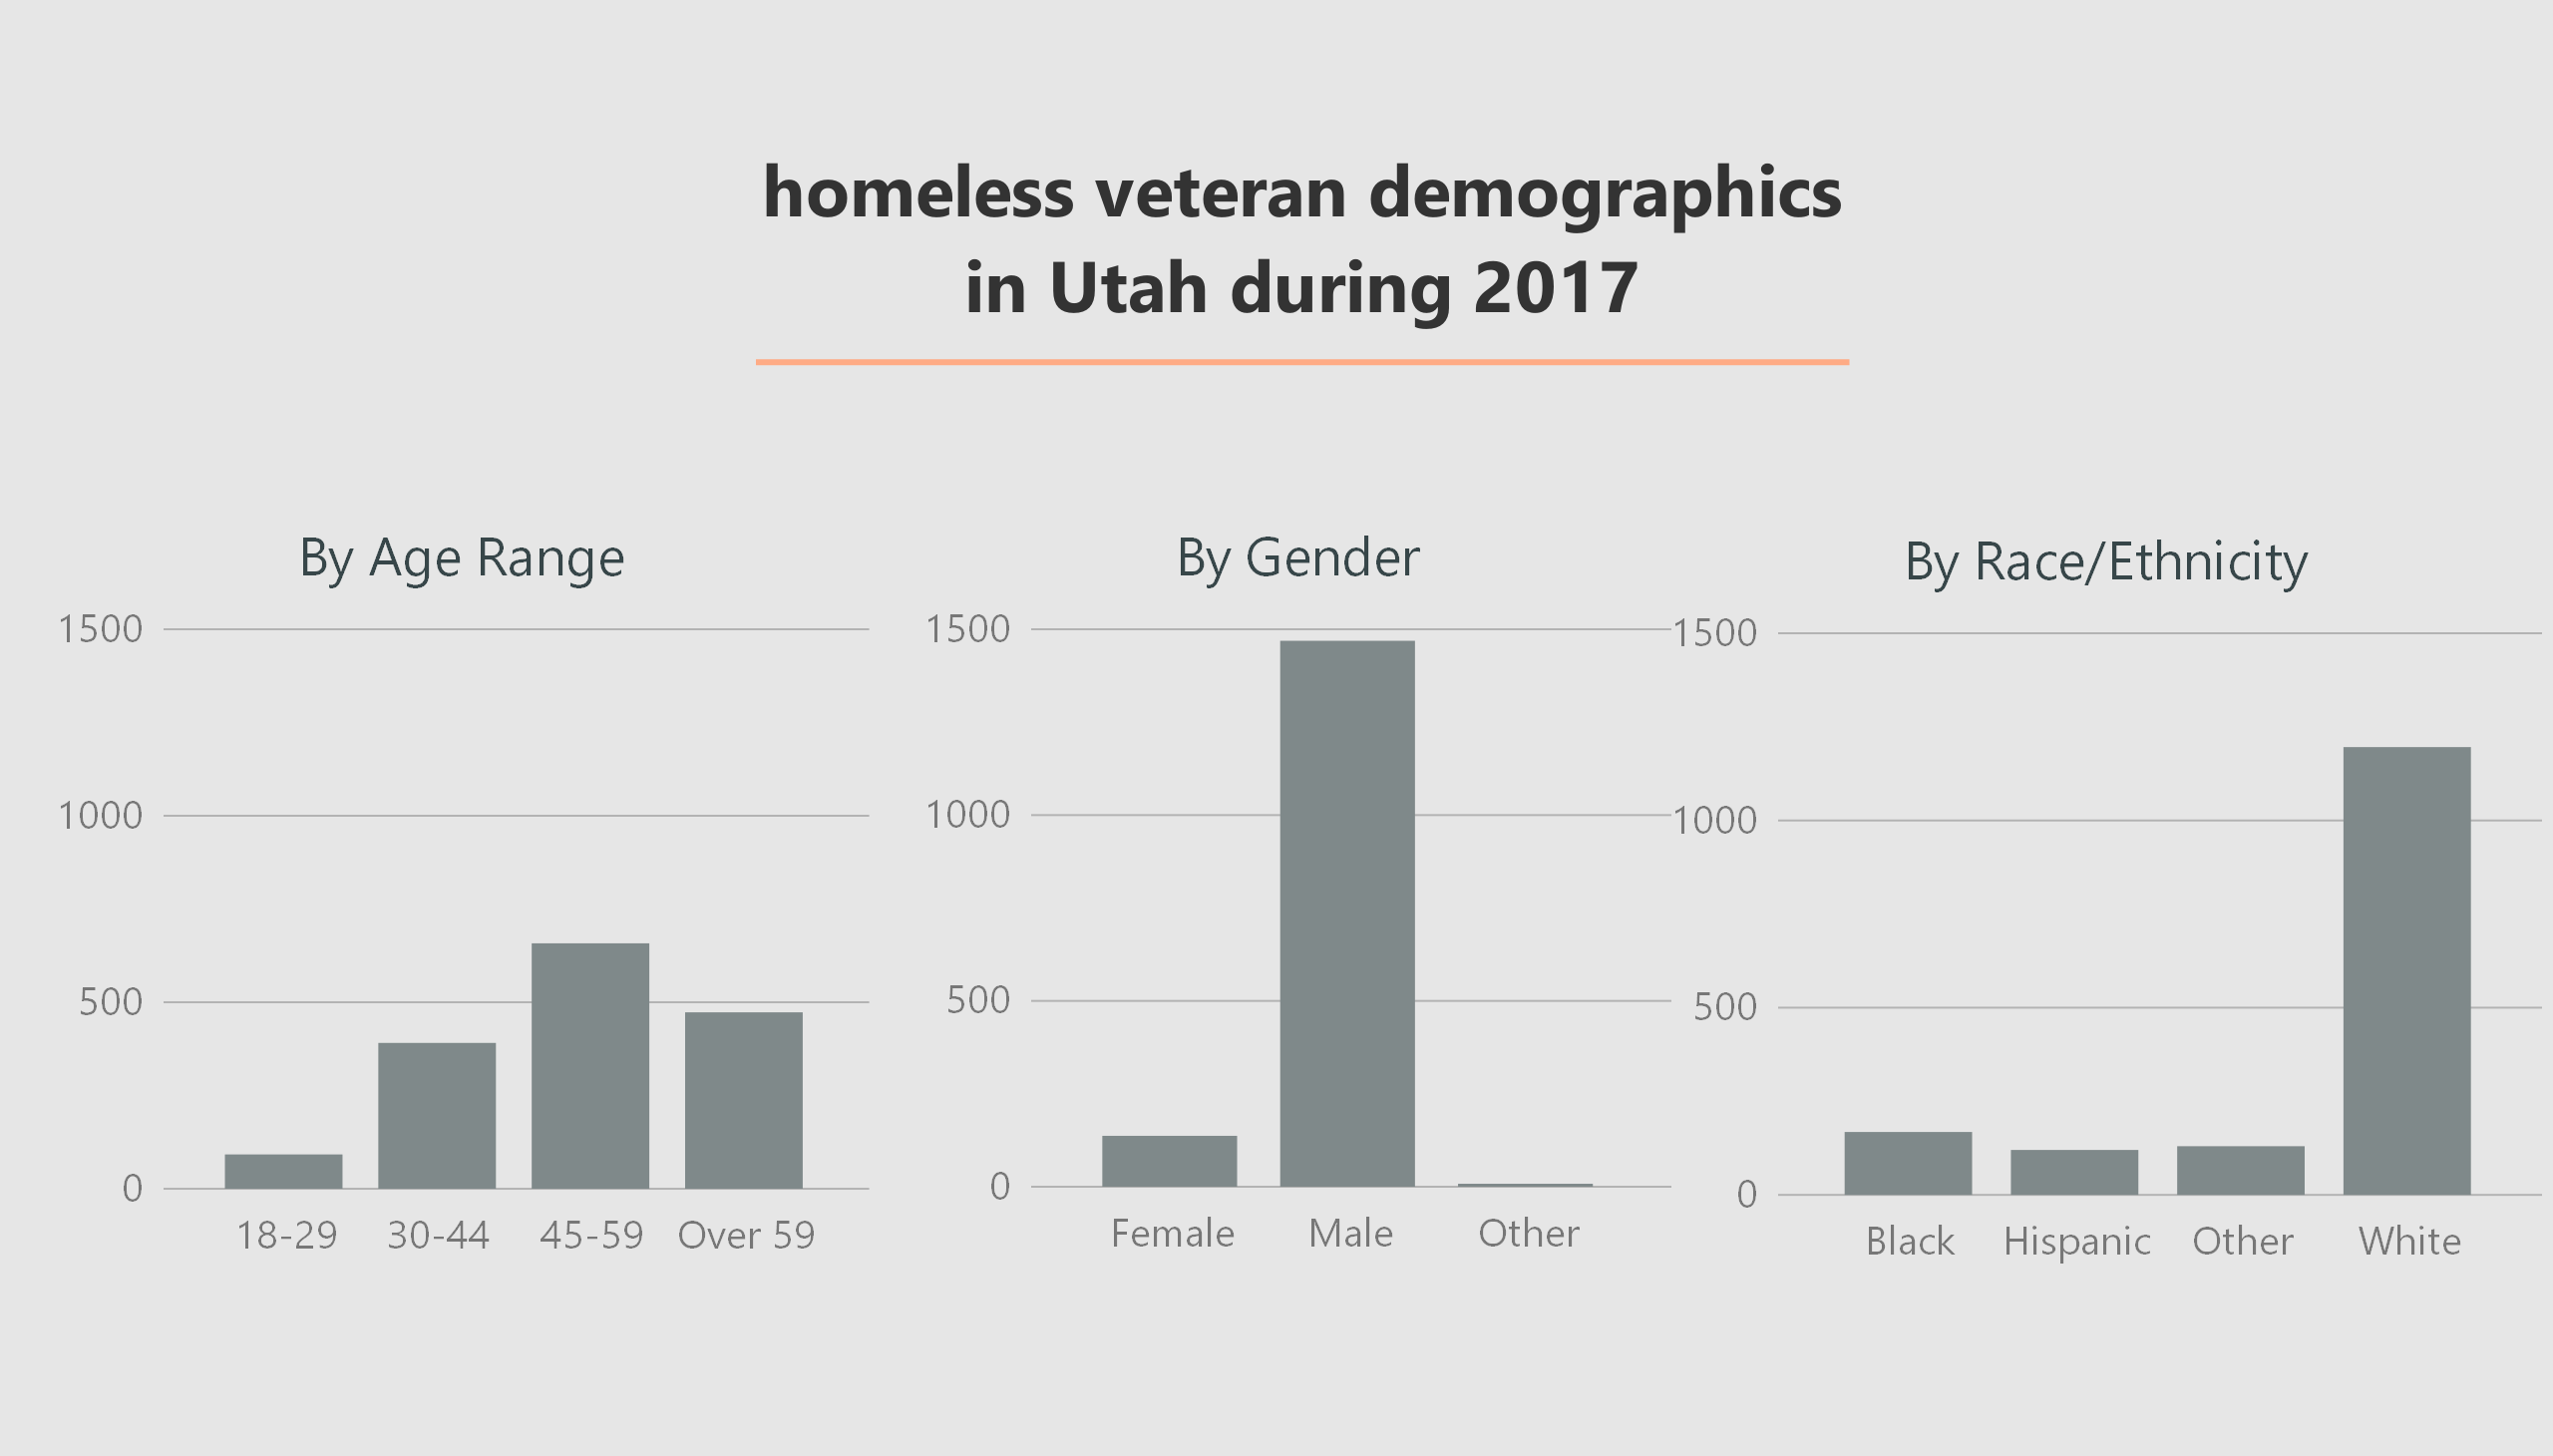 homeless veteran demographics
in Utah during 2017
By Age Range
1500
1000
500
0
18-29 30-44 45-59 Over 59
By Gender
1500
1000
500
0
Female Male Other
By Race/Ethnicity
1500
1000
500
0
Black Hispanic Other White